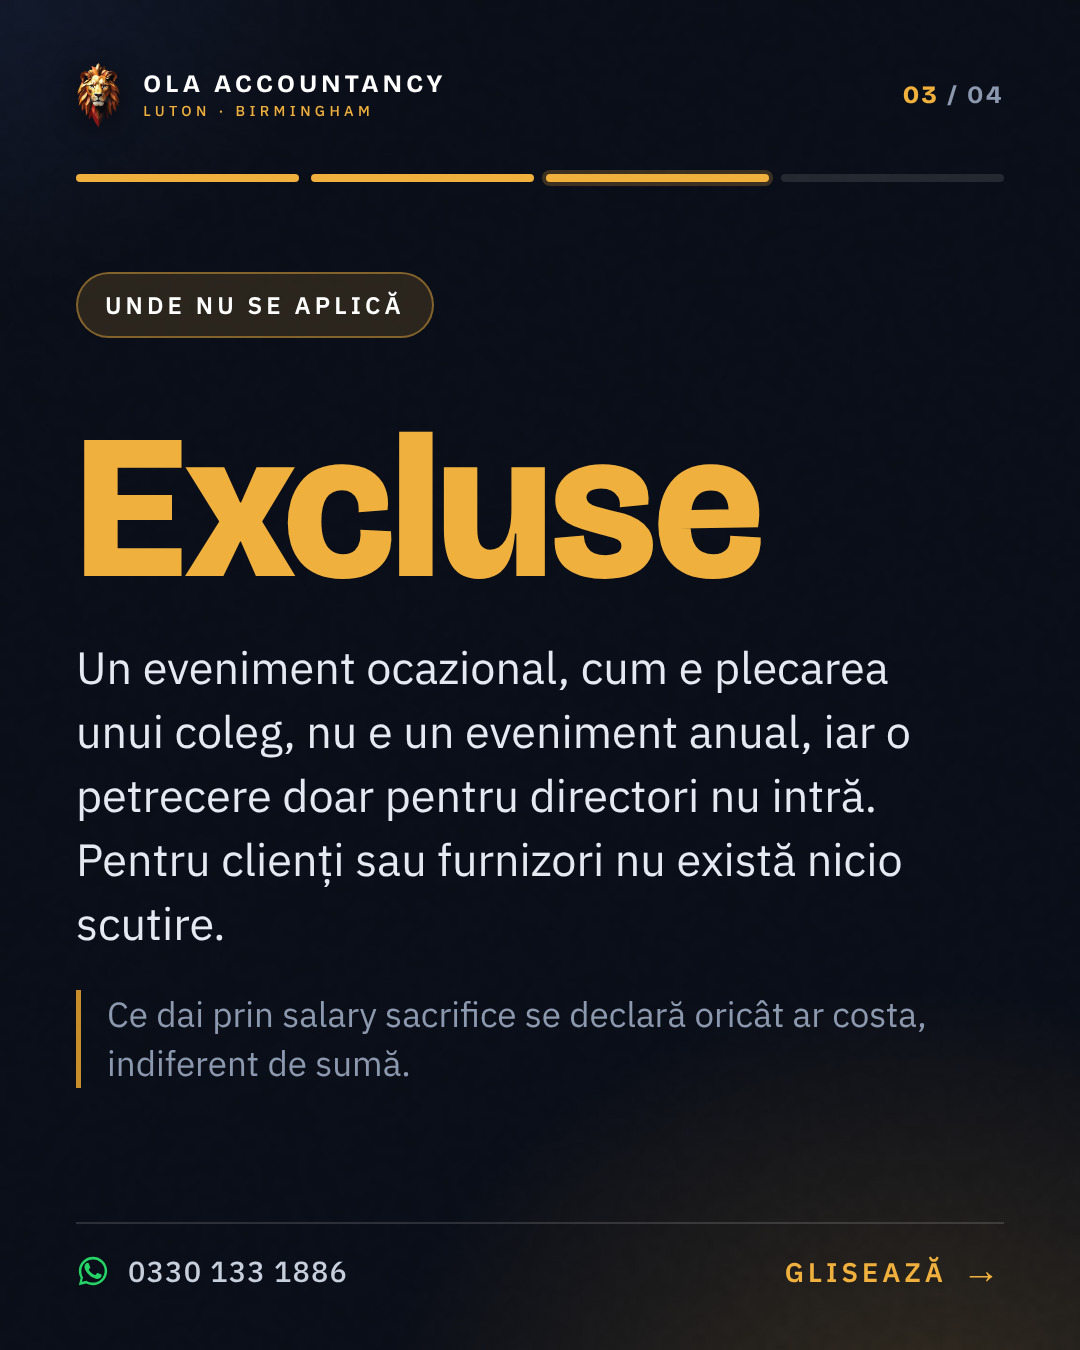 OLA ACCOUNTANCY
LUTON · BIRMINGHAM
03 / 04
UNDE NU SE APLICĂ
Excluse
Un eveniment ocazional, cum e plecarea
unui coleg, nu e un eveniment anual, iar o
petrecere doar pentru directori nu intră.
Pentru clienți sau furnizori nu există nicio
scutire.
Ce dai prin salary sacrifice se declară oricât ar costa,
indiferent de sumă.
0330 133 1886
GLISEAZĂ →